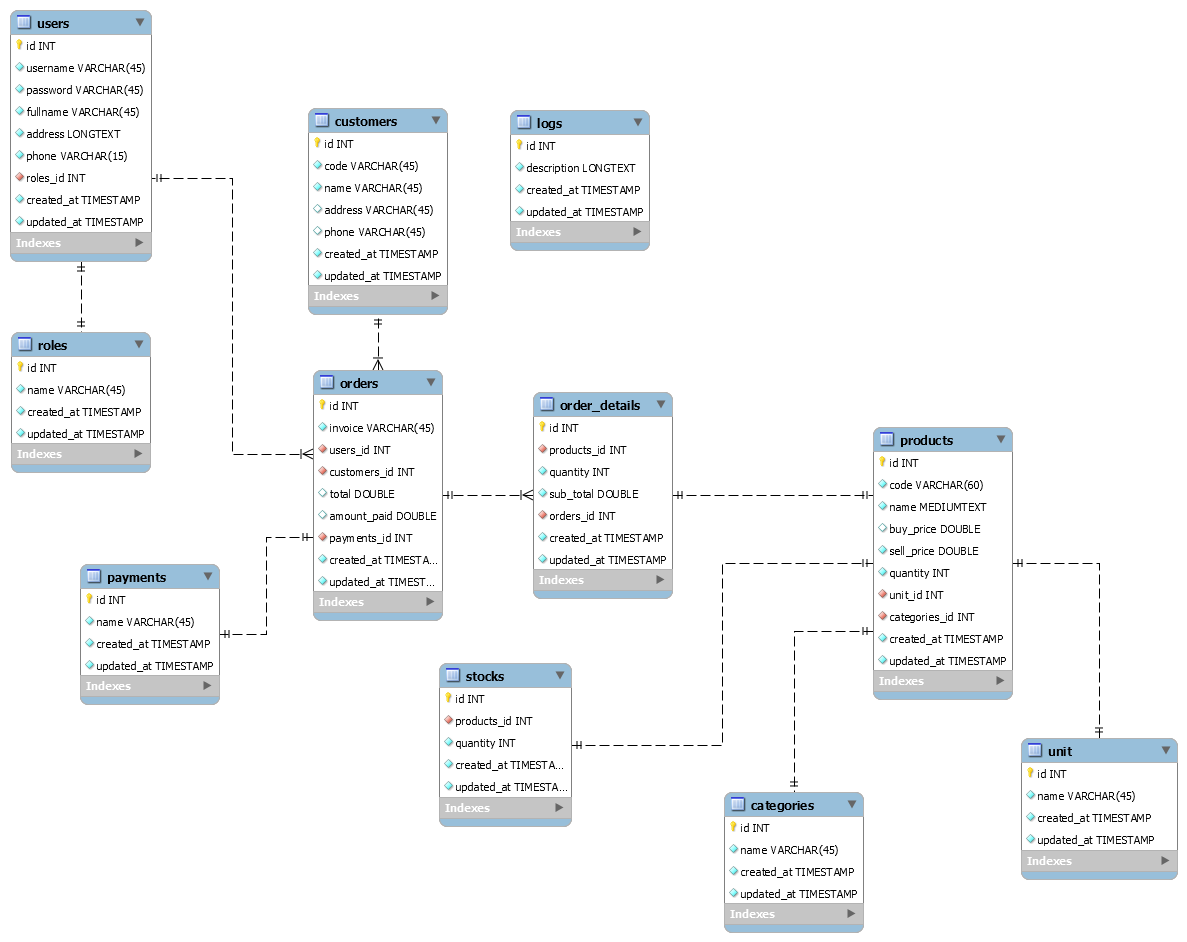 users
id INT
username VARCHAR(45)
password VARCHAR(45)
fullname VARCHAR(45)
address LONGTEXT
phone VARCHAR(15)
roles_id INT
created_at TIMESTAMP
updated_at TIMESTAMP
Indexes
customers
id INT
code VARCHAR(45)
name VARCHAR(45)
address VARCHAR(45)
phone VARCHAR(45)
created_at TIMESTAMP
updated_at TIMESTAMP
Indexes
logs
id INT
description LONGTEXT
created_at TIMESTAMP
updated_at TIMESTAMP
Indexes
roles
id INT
name VARCHAR(45)
created_at TIMESTAMP
updated_at TIMESTAMP
Indexes
orders
id INT
invoice VARCHAR(45)
users_id INT
customers_id INT
total DOUBLE
amount_paid DOUBLE
payments_id INT
created_at TIMESTA...
updated_at TIMEST...
Indexes
order_details
id INT
products_id INT
quantity INT
sub_total DOUBLE
orders_id INT
created_at TIMESTAMP
updated_at TIMESTAMP
Indexes
products
id INT
code VARCHAR(60)
name MEDIUMTEXT
buy_price DOUBLE
sell_price DOUBLE
quantity INT
unit_id INT
categories_id INT
created_at TIMESTAMP
updated_at TIMESTAMP
Indexes
payments
id INT
name VARCHAR(45)
created_at TIMESTAMP
updated_at TIMESTAMP
Indexes
stocks
id INT
products_id INT
quantity INT
created_at TIMESTA...
updated_at TIMESTA...
Indexes
categories
id INT
name VARCHAR(45)
created_at TIMESTAMP
updated_at TIMESTAMP
Indexes
unit
id INT
name VARCHAR(45)
created_at TIMESTAMP
updated_at TIMESTAMP
Indexes